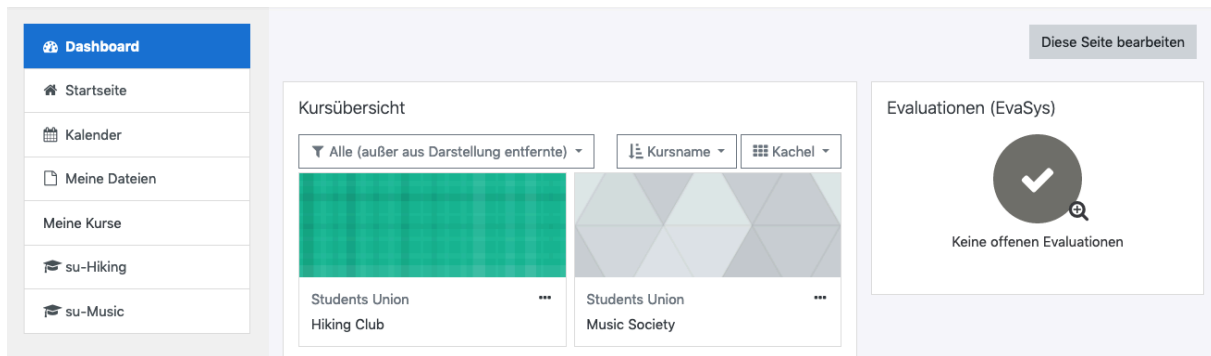 Dashboard
Startseite
Kalender
Meine Dateien
Meine Kurse
su-Hiking
su-Music
Diese Seite bearbeiten
Kursübersicht
Alle (außer aus Darstellung entfernte)
Kursname
Kachel
Students Union
Hiking Club
Students Union
Music Society
Evaluationen (EvaSys)
Keine offenen Evaluationen